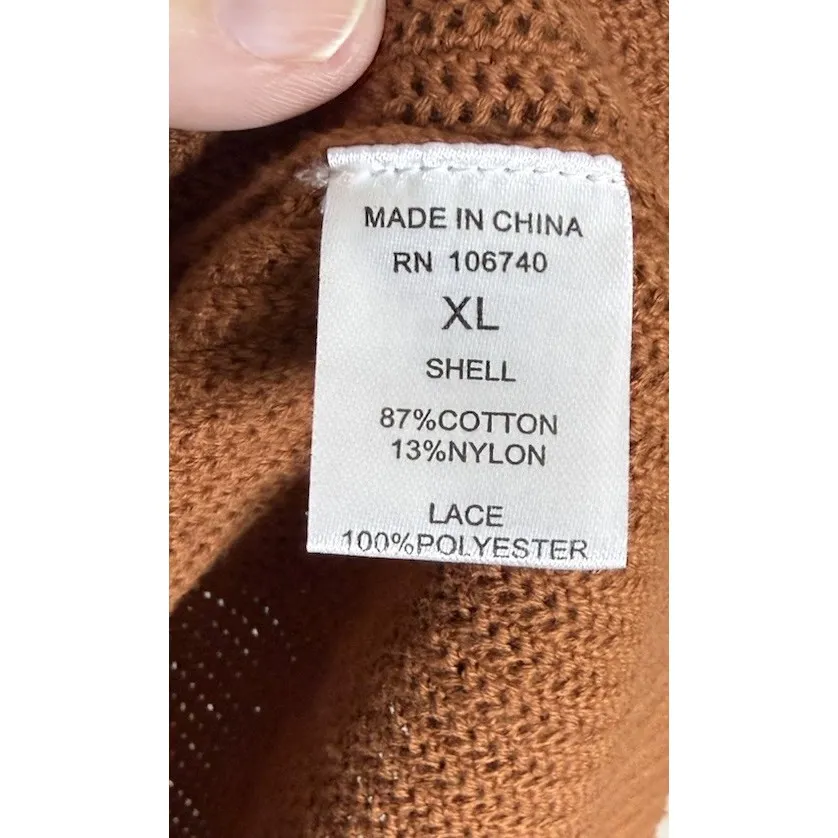 MADE IN CHINA
RN 106740
XL
SHELL
87%COTTON
13%NYLON
LACE
100%POLYESTER